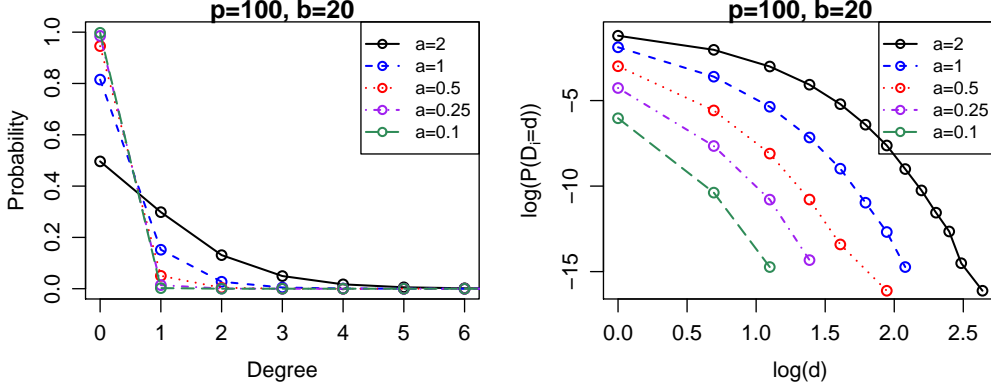 p=100, b=20
Probability
1.0
0.8
0.6
0.4
0.2
0.0
0 1 2 3 4 5 6
Degree
a=2
a=1
a=0.5
a=0.25
a=0.1
p=100, b=20
log(P(Di=d))
−5
−10
−15
0.0 0.5 1.0 1.5 2.0 2.5
log(d)
a=2
a=1
a=0.5
a=0.25
a=0.1